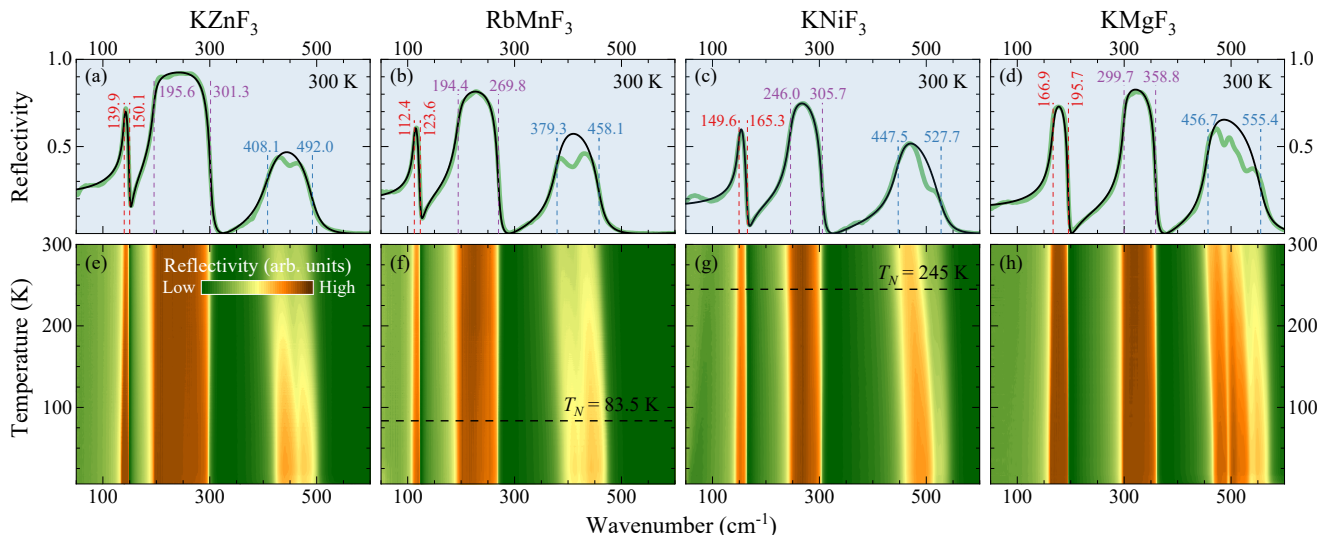 KZnF3 RbMnF3 KNiF3 KMgF3
100 300 500 100 300 500 100 300 500 100 300 500
1.0 (a) 300 K (b) 300 K (c) 300 K (d) 300 K 1.0
139.9 150.1 195.6 301.3 408.1 492.0
112.4 123.6 194.4 269.8 379.3 458.1
149.6 165.3 246.0 305.7 447.5 527.7
166.9 195.7 299.7 358.8 456.7 555.4
0.5 0.5
Reflectivity
300 (e) (f) (g) (h) 300
Reflectivity (arb. units)
Low High
TN = 245 K
200 200
TN = 83.5 K
100 100
Temperature (K)
100 300 500 100 300 500 100 300 500 100 300 500
Wavenumber (cm-1)